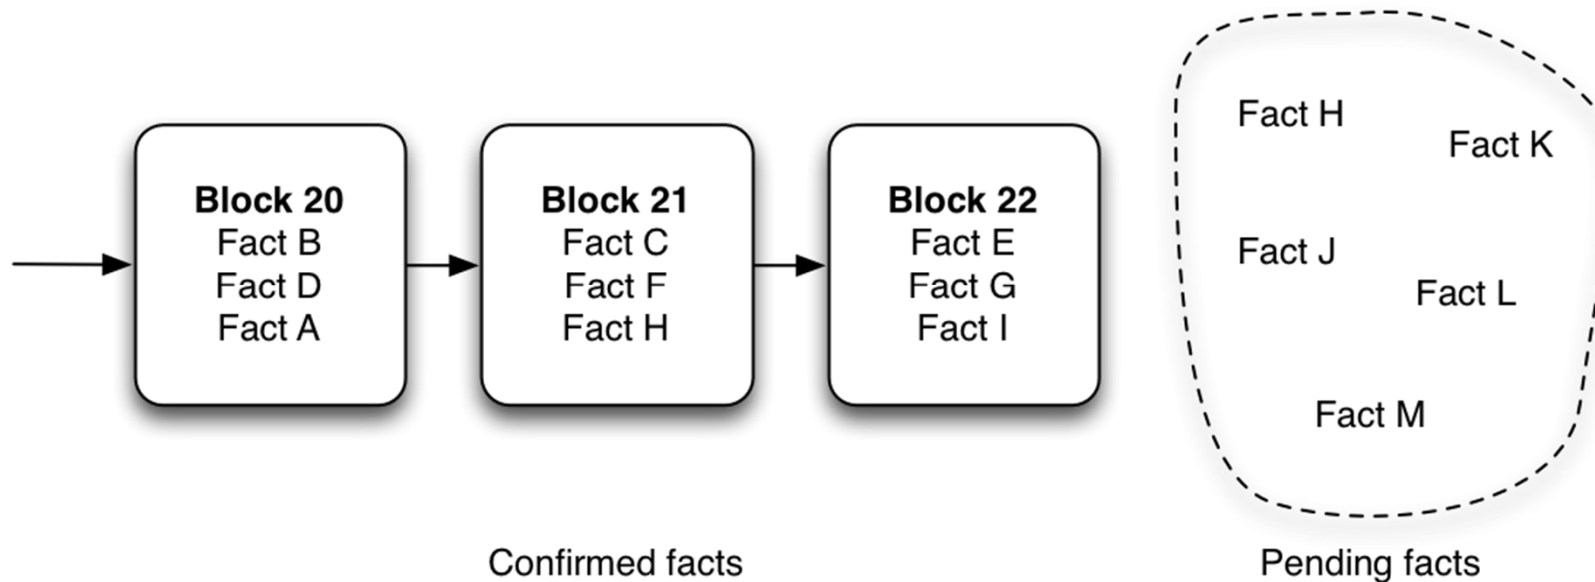 Block 20
Fact B
Fact D
Fact A
Block 21
Fact C
Fact F
Fact H
Block 22
Fact E
Fact G
Fact I
Fact H
Fact K
Fact J
Fact L
Fact M
Confirmed facts
Pending facts